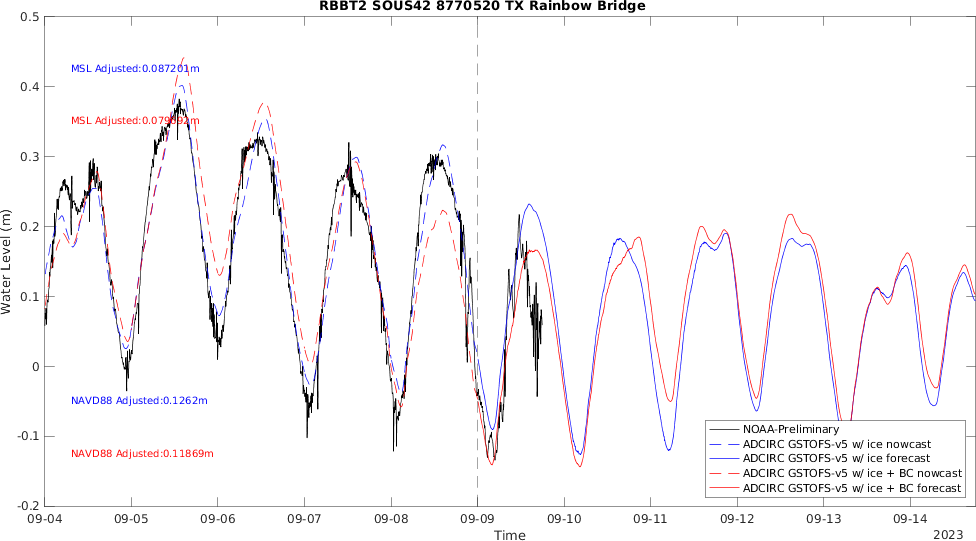 RBBT2 SOUS42 8770520 TX Rainbow Bridge
0.5
0.4
0.3
0.2
0.1
0
-0.1
-0.2
Water Level (m)
MSL Adjusted:0.087201m
MSL Adjusted:
NAVD88 Adjusted:0.1262m
NAVD88 Adjusted:0.11869m
NOAA-Preliminary
ADCIRC GSTOFS-v5 w/ ice nowcast
ADCIRC GSTOFS-v5 w/ ice forecast
ADCIRC GSTOFS-v5 w/ ice + BC nowcast
ADCIRC GSTOFS-v5 w/ ice + BC forecast
09-04 09-05 09-06 09-07 09-08 09-09 09-10 09-11 09-12 09-13 09-14
Time
2023